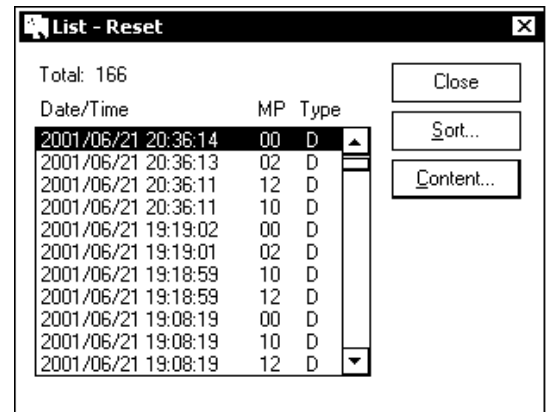 List - Reset
Total: 166
Close
Date/Time MP Type
Sort...
2001/06/21 20:36:14 00 D
2001/06/21 20:36:13 02 D
Content...
2001/06/21 20:36:11 12 D
2001/06/21 20:36:11 10 D
2001/06/21 19:19:02 00 D
2001/06/21 19:19:01 02 D
2001/06/21 19:18:59 10 D
2001/06/21 19:18:59 12 D
2001/06/21 19:08:19 00 D
2001/06/21 19:08:19 10 D
2001/06/21 19:08:19 12 D